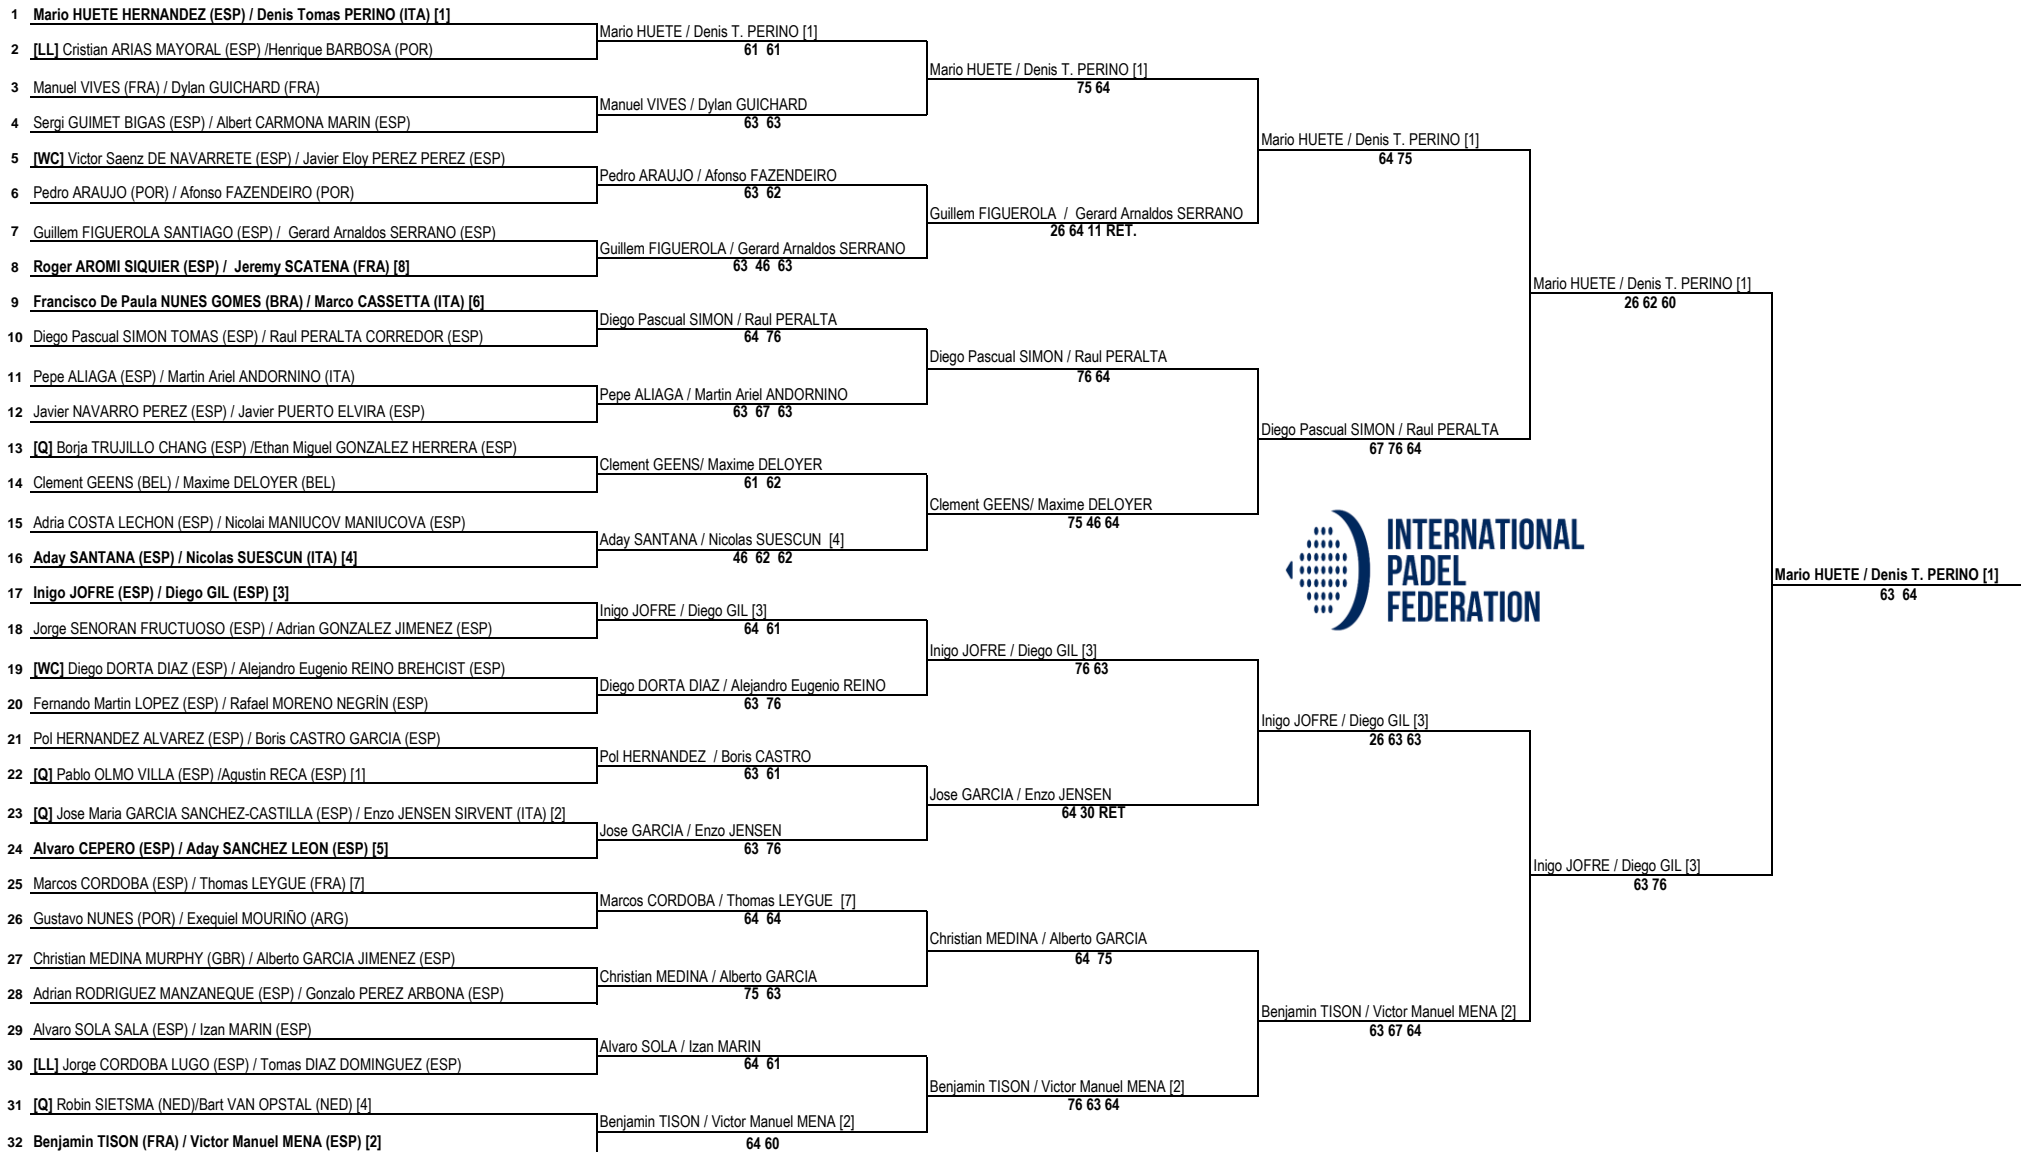 1 Mario HUETE HERNANDEZ (ESP) / Denis Tomas PERINO (ITA) [1]
2 [LL] Cristian ARIAS MAYORAL (ESP) /Henrique BARBOSA (POR)
3 Manuel VIVES (FRA) / Dylan GUICHARD (FRA)
4 Sergi GUIMET BIGAS (ESP) / Albert CARMONA MARIN (ESP)
5 [WC] Victor Saenz DE NAVARRETE (ESP) / Javier Eloy PEREZ PEREZ (ESP)
6 Pedro ARAUJO (POR) / Afonso FAZENDEIRO (POR)
7 Guillem FIGUEROLA SANTIAGO (ESP) / Gerard Arnaldos SERRANO (ESP)
8 Roger AROMI SIQUIER (ESP) / Jeremy SCATENA (FRA) [8]
9 Francisco De Paula NUNES GOMES (BRA) / Marco CASSETTA (ITA) [6]
10 Diego Pascual SIMON TOMAS (ESP) / Raul PERALTA CORREDOR (ESP)
11 Pepe ALIAGA (ESP) / Martin Ariel ANDORNINO (ITA)
12 Javier NAVARRO PEREZ (ESP) / Javier PUERTO ELVIRA (ESP)
13 [Q] Borja TRUJILLO CHANG (ESP) /Ethan Miguel GONZALEZ HERRERA (ESP)
14 Clement GEENS (BEL) / Maxime DELOYER (BEL)
15 Adria COSTA LECHON (ESP) / Nicolai MANIUCOV MANIUCOVA (ESP)
16 Aday SANTANA (ESP) / Nicolas SUESCUN (ITA) [4]
17 Inigo JOFRE (ESP) / Diego GIL (ESP) [3]
18 Jorge SENORAN FRUCTUOSO (ESP) / Adrian GONZALEZ JIMENEZ (ESP)
19 [WC] Diego DORTA DIAZ (ESP) / Alejandro Eugenio REINO BREHCIST (ESP)
20 Fernando Martin LOPEZ (ESP) / Rafael MORENO NEGRÍN (ESP)
21 Pol HERNANDEZ ALVAREZ (ESP) / Boris CASTRO GARCIA (ESP)
22 [Q] Pablo OLMO VILLA (ESP) /Agustin RECA (ESP) [1]
23 [Q] Jose Maria GARCIA SANCHEZ-CASTILLA (ESP) / Enzo JENSEN SIRVENT (ITA) [2]
24 Alvaro CEPERO (ESP) / Aday SANCHEZ LEON (ESP) [5]
25 Marcos CORDOBA (ESP) / Thomas LEYGUE (FRA) [7]
26 Gustavo NUNES (POR) / Exequiel MOURIÑO (ARG)
27 Christian MEDINA MURPHY (GBR) / Alberto GARCIA JIMENEZ (ESP)
28 Adrian RODRIGUEZ MANZANEQUE (ESP) / Gonzalo PEREZ ARBONA (ESP)
29 Alvaro SOLA SALA (ESP) / Izan MARIN (ESP)
30 [LL] Jorge CORDOBA LUGO (ESP) / Tomas DIAZ DOMINGUEZ (ESP)
31 [Q] Robin SIETSMA (NED)/Bart VAN OPSTAL (NED) [4]
32 Benjamin TISON (FRA) / Victor Manuel MENA (ESP) [2]
Mario HUETE / Denis T. PERINO [1]
61 61
Manuel VIVES / Dylan GUICHARD
63 63
Pedro ARAUJO / Afonso FAZENDEIRO
63 62
Guillem FIGUEROLA / Gerard Arnaldos SERRANO
63 46 63
Diego Pascual SIMON / Raul PERALTA
64 76
Pepe ALIAGA / Martin Ariel ANDORNINO
63 67 63
Clement GEENS/ Maxime DELOYER
61 62
Aday SANTANA / Nicolas SUESCUN [4]
46 62 62
Inigo JOFRE / Diego GIL [3]
64 61
Diego DORTA DIAZ / Alejandro Eugenio REINO
63 76
Pol HERNANDEZ / Boris CASTRO
63 61
Jose GARCIA / Enzo JENSEN
63 76
Marcos CORDOBA / Thomas LEYGUE [7]
64 64
Christian MEDINA / Alberto GARCIA
75 63
Alvaro SOLA / Izan MARIN
64 61
Benjamin TISON / Victor Manuel MENA [2]
64 60
Mario HUETE / Denis T. PERINO [1]
75 64
Guillem FIGUEROLA / Gerard Arnaldos SERRANO
26 64 11 RET.
Diego Pascual SIMON / Raul PERALTA
76 64
Clement GEENS/ Maxime DELOYER
75 46 64
Inigo JOFRE / Diego GIL [3]
76 63
Jose GARCIA / Enzo JENSEN
64 30 RET
Christian MEDINA / Alberto GARCIA
64 75
Benjamin TISON / Victor Manuel MENA [2]
76 63 64
Mario HUETE / Denis T. PERINO [1]
64 75
Diego Pascual SIMON / Raul PERALTA
67 76 64
Inigo JOFRE / Diego GIL [3]
26 63 63
Benjamin TISON / Victor Manuel MENA [2]
63 67 64
Mario HUETE / Denis T. PERINO [1]
26 62 60
Inigo JOFRE / Diego GIL [3]
63 76
Mario HUETE / Denis T. PERINO [1]
63 64
INTERNATIONAL
PADEL
FEDERATION